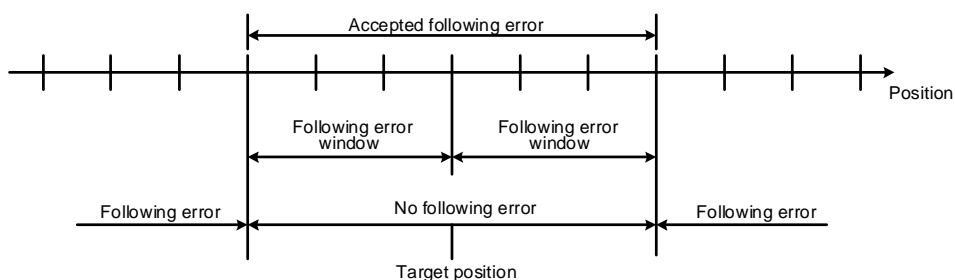 Accepted following error
Position
Following error
window
Following error
window
Following error
No following error
Following error
Target position